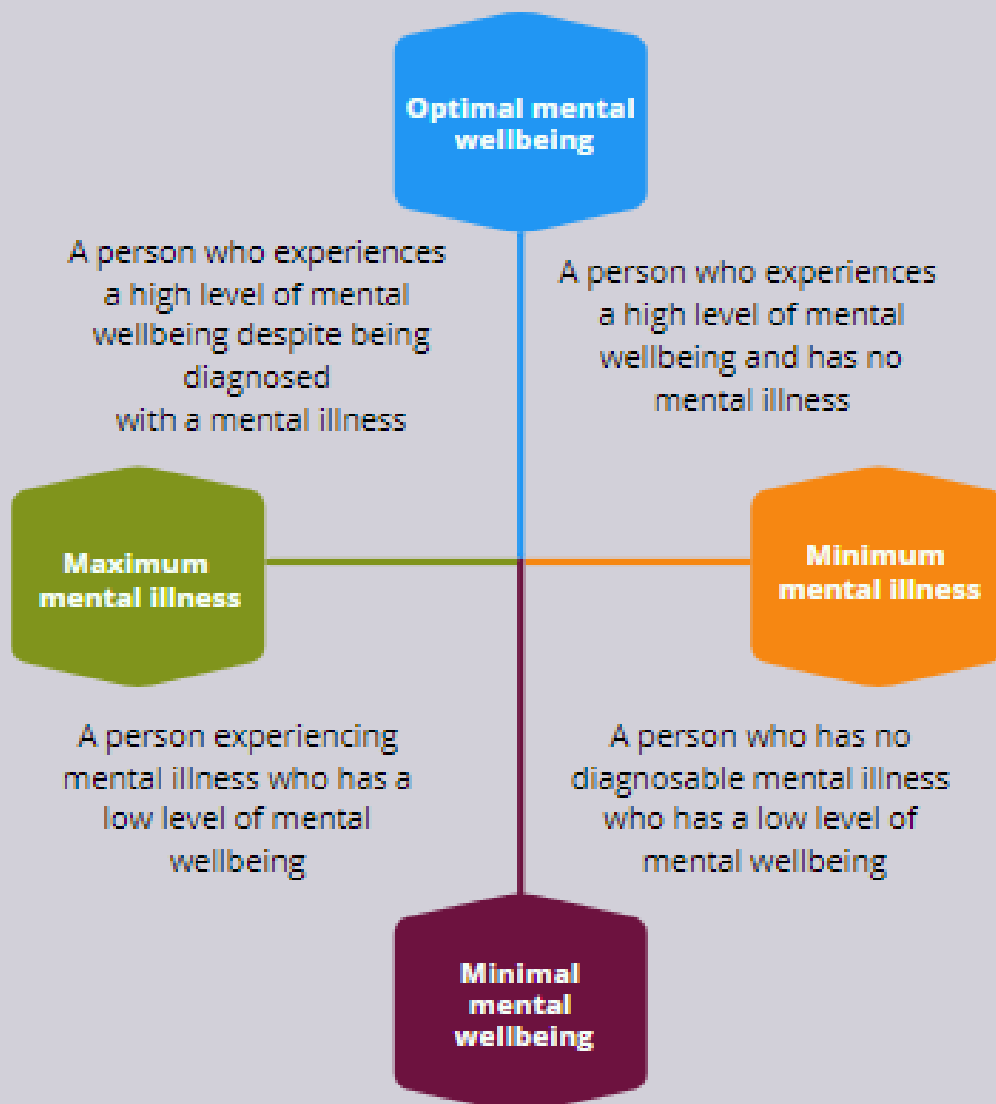 Optimal mental
wellbeing
A person who experiences
a high level of mental
wellbeing despite being
diagnosed
with a mental illness
A person who experiences
a high level of mental
wellbeing and has no
mental illness
Maximum
mental illness
Minimum
mental illness
A person experiencing
mental illness who has a
low level of mental
wellbeing
A person who has no
diagnosable mental illness
who has a low level of
mental wellbeing
Minimal
mental
wellbeing